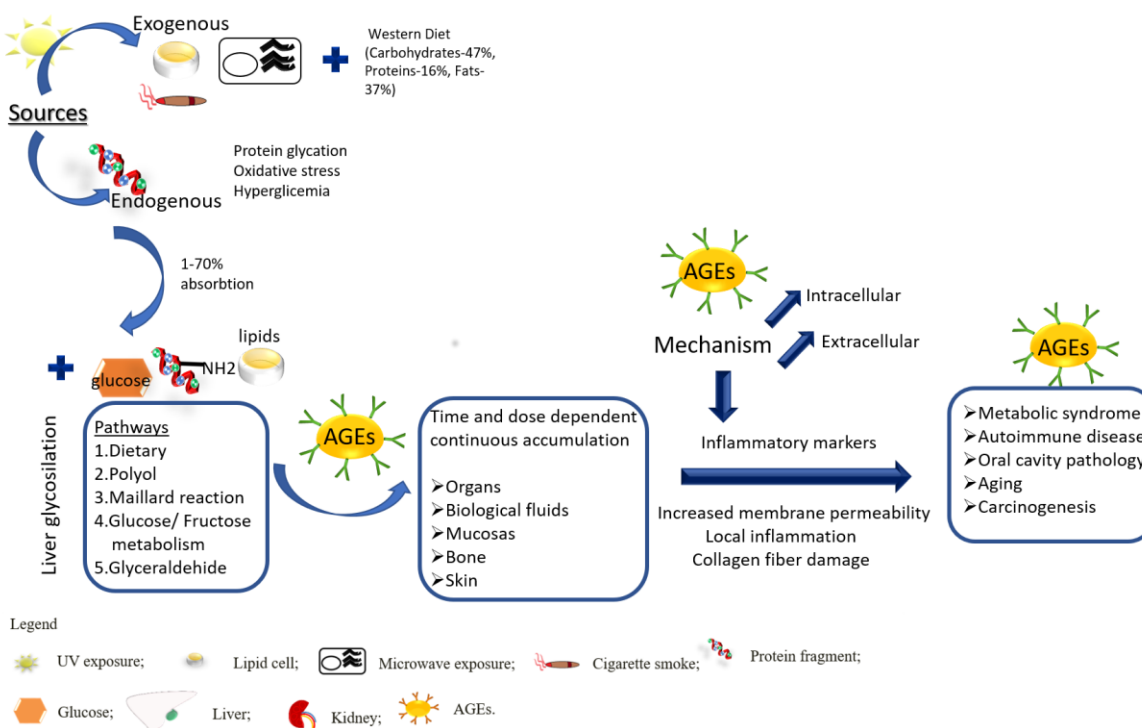 Exogenous
Western Diet
(Carbohydrates-47%,
Proteins-16%, Fats-
37%)
Sources
Protein glycation
Oxidative stress
Hyperglicemia
Endogenous
1-70%
absorbtion
lipids
glucose
NH2
Liver glycosilation
Pathways
1.Dietary
2.Polyol
3.Maillard reaction
4.Glucose/ Fructose
metabolism
5.Glyceraldehide
AGEs
Time and dose dependent
continuous accumulation
➢Organs
➢Biological fluids
➢Mucosas
➢Bone
➢Skin
AGEs
Intracellular
Mechanism
Extracellular
Inflammatory markers
Increased membrane permeability
Local inflammation
Collagen fiber damage
AGEs
➢Metabolic syndrome
➢Autoimmune disease
➢Oral cavity pathology
➢Aging
➢Carcinogenesis
Legend
UV exposure;
Lipid cell;
Microwave exposure;
Cigarette smoke;
Protein fragment;
Glucose;
Liver;
Kidney;
AGEs.